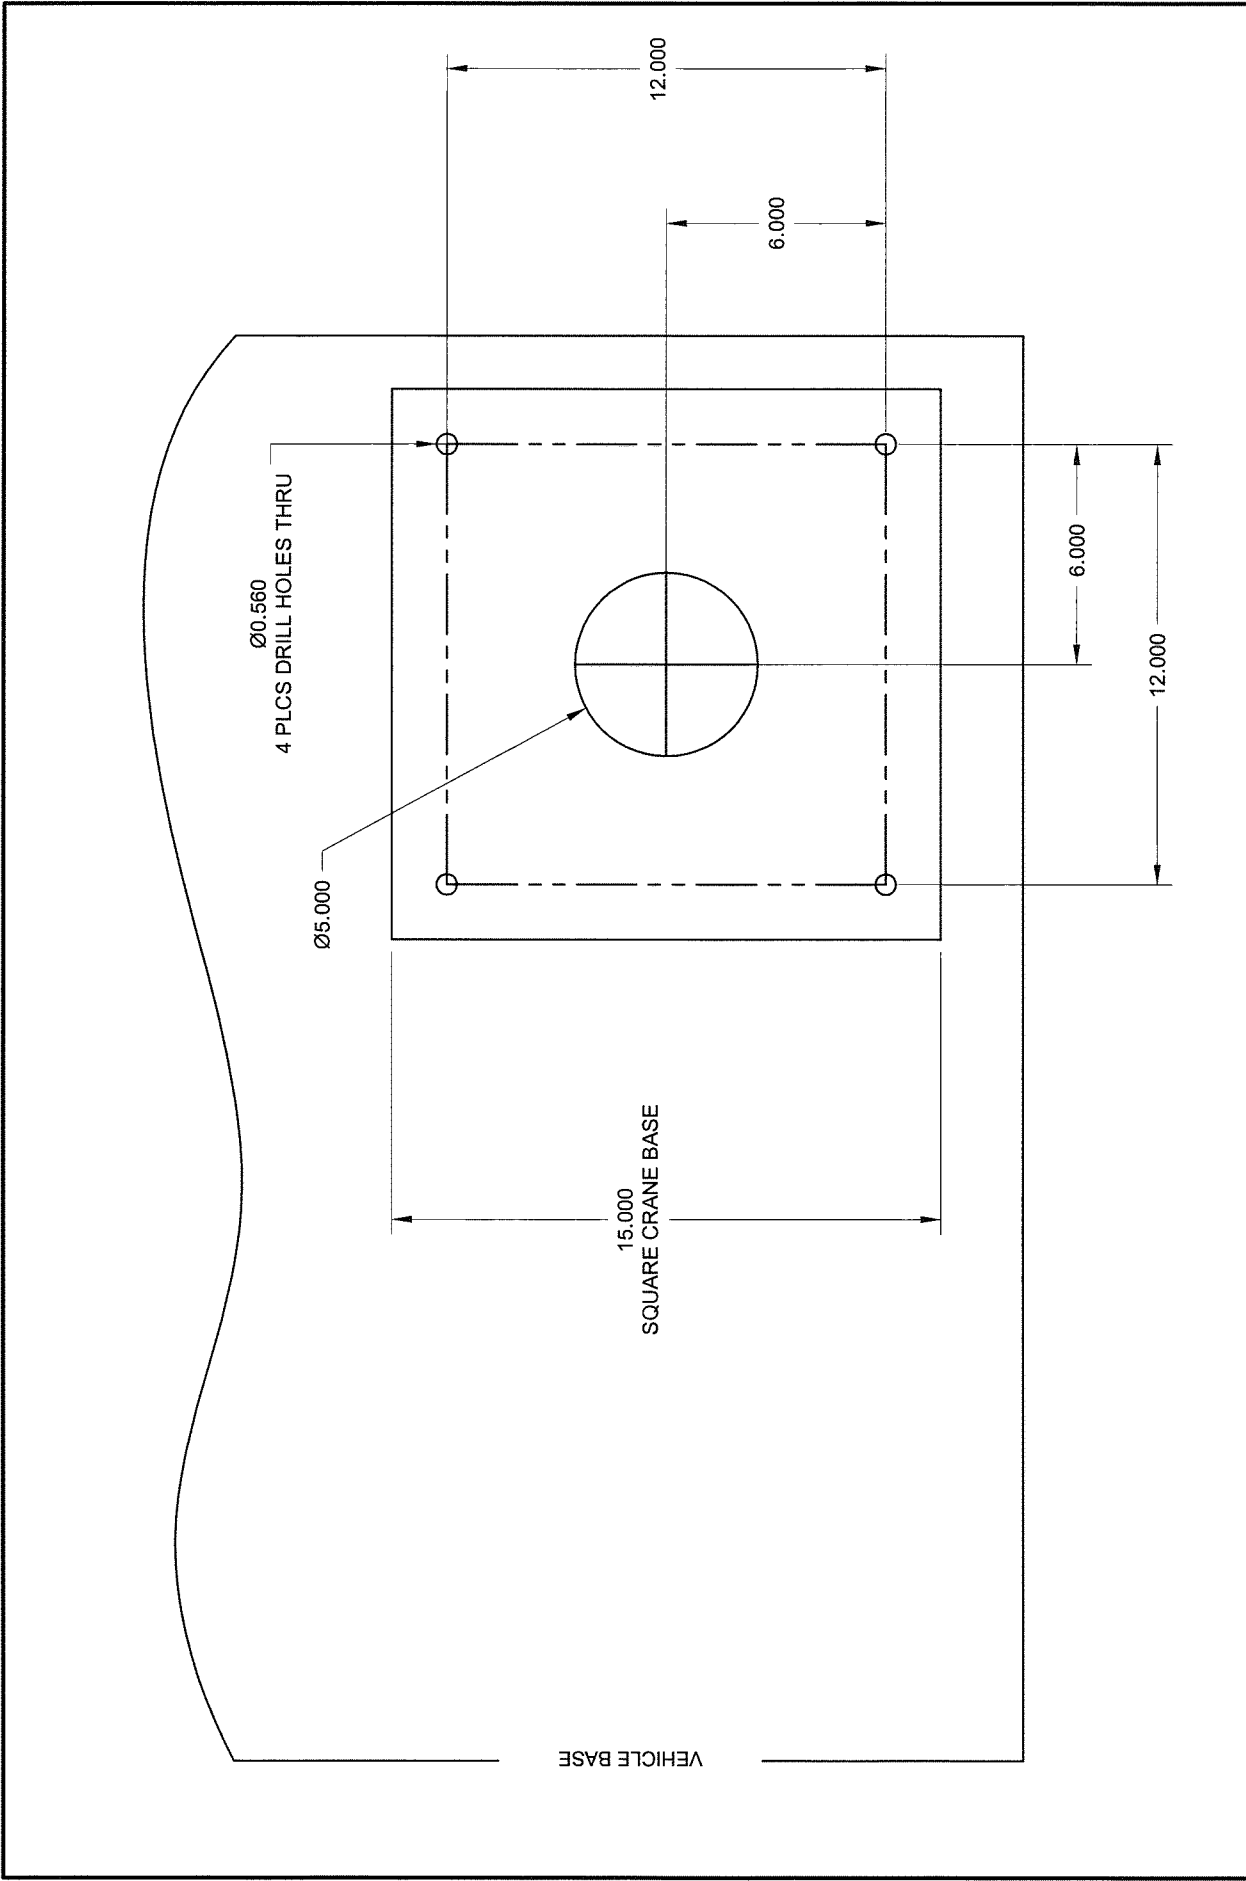 12.000
6.000
Ø0.560
4 PLCS DRILL HOLES THRU
Ø5.000
6.000
12.000
15.000
SQUARE CRANE BASE
VEHICLE BASE